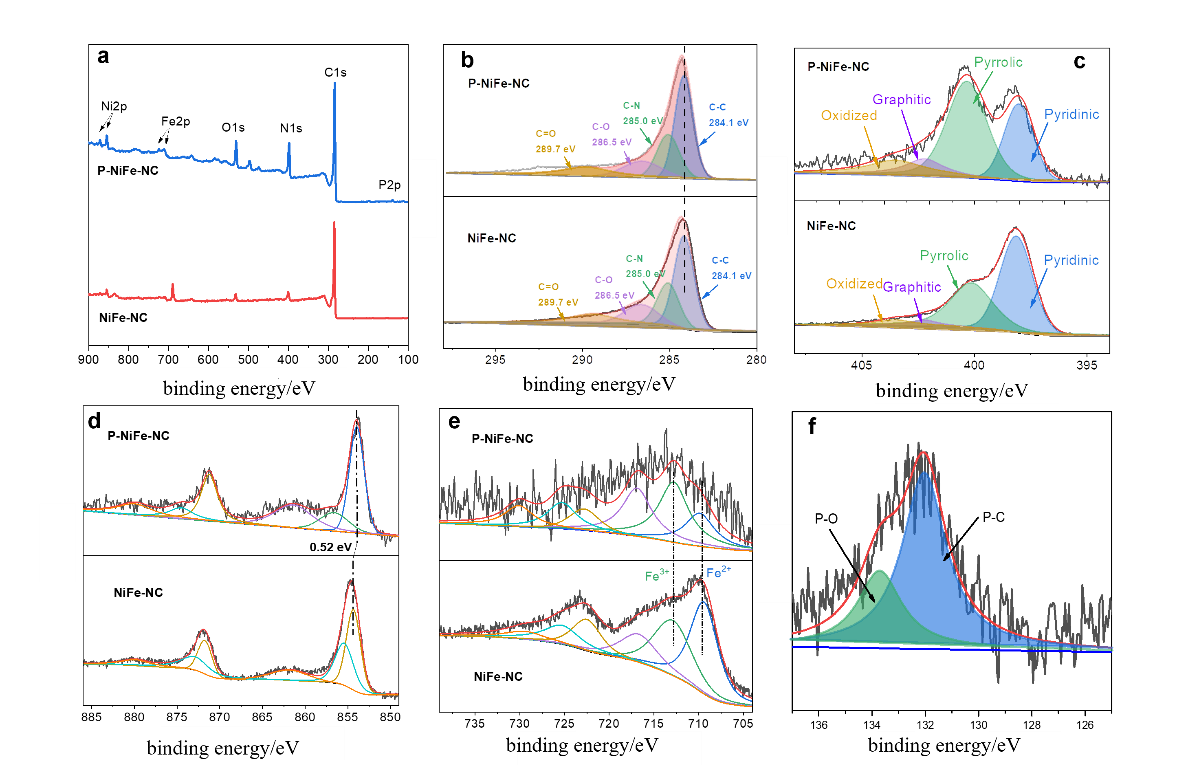 a
C1s
Ni2p
Fe2p
O1s
N1s
P-NiFe-NC
P2p
NiFe-NC
900 800 700 600 500 400 300 200 100
binding energy/eV
b
P-NiFe-NC
C-N
285.0 eV
C-C
284.1 eV
C-O
286.5 eV
C=O
289.7 eV
NiFe-NC
C-N
285.0 eV
C-C
284.1 eV
C-O
286.5 eV
C=O
289.7 eV
295 290 284 280
binding energy/eV
c
P-NiFe-NC
Pyrrolic
Graphitic
Oxidized
Pyridinic
NiFe-NC
Pyrrolic
Pyridinic
Oxidized
Graphitic
405 400 395
binding energy/eV
d
P-NiFe-NC
0.52 eV
NiFe-NC
885 875 865 855 850
binding energy/eV
e
P-NiFe-NC
Fe3+
Fe2+
NiFe-NC
735 730 725 720 715 710 705
binding energy/eV
f
P-O
P-C
136 134 132 130 128 126
binding energy/eV